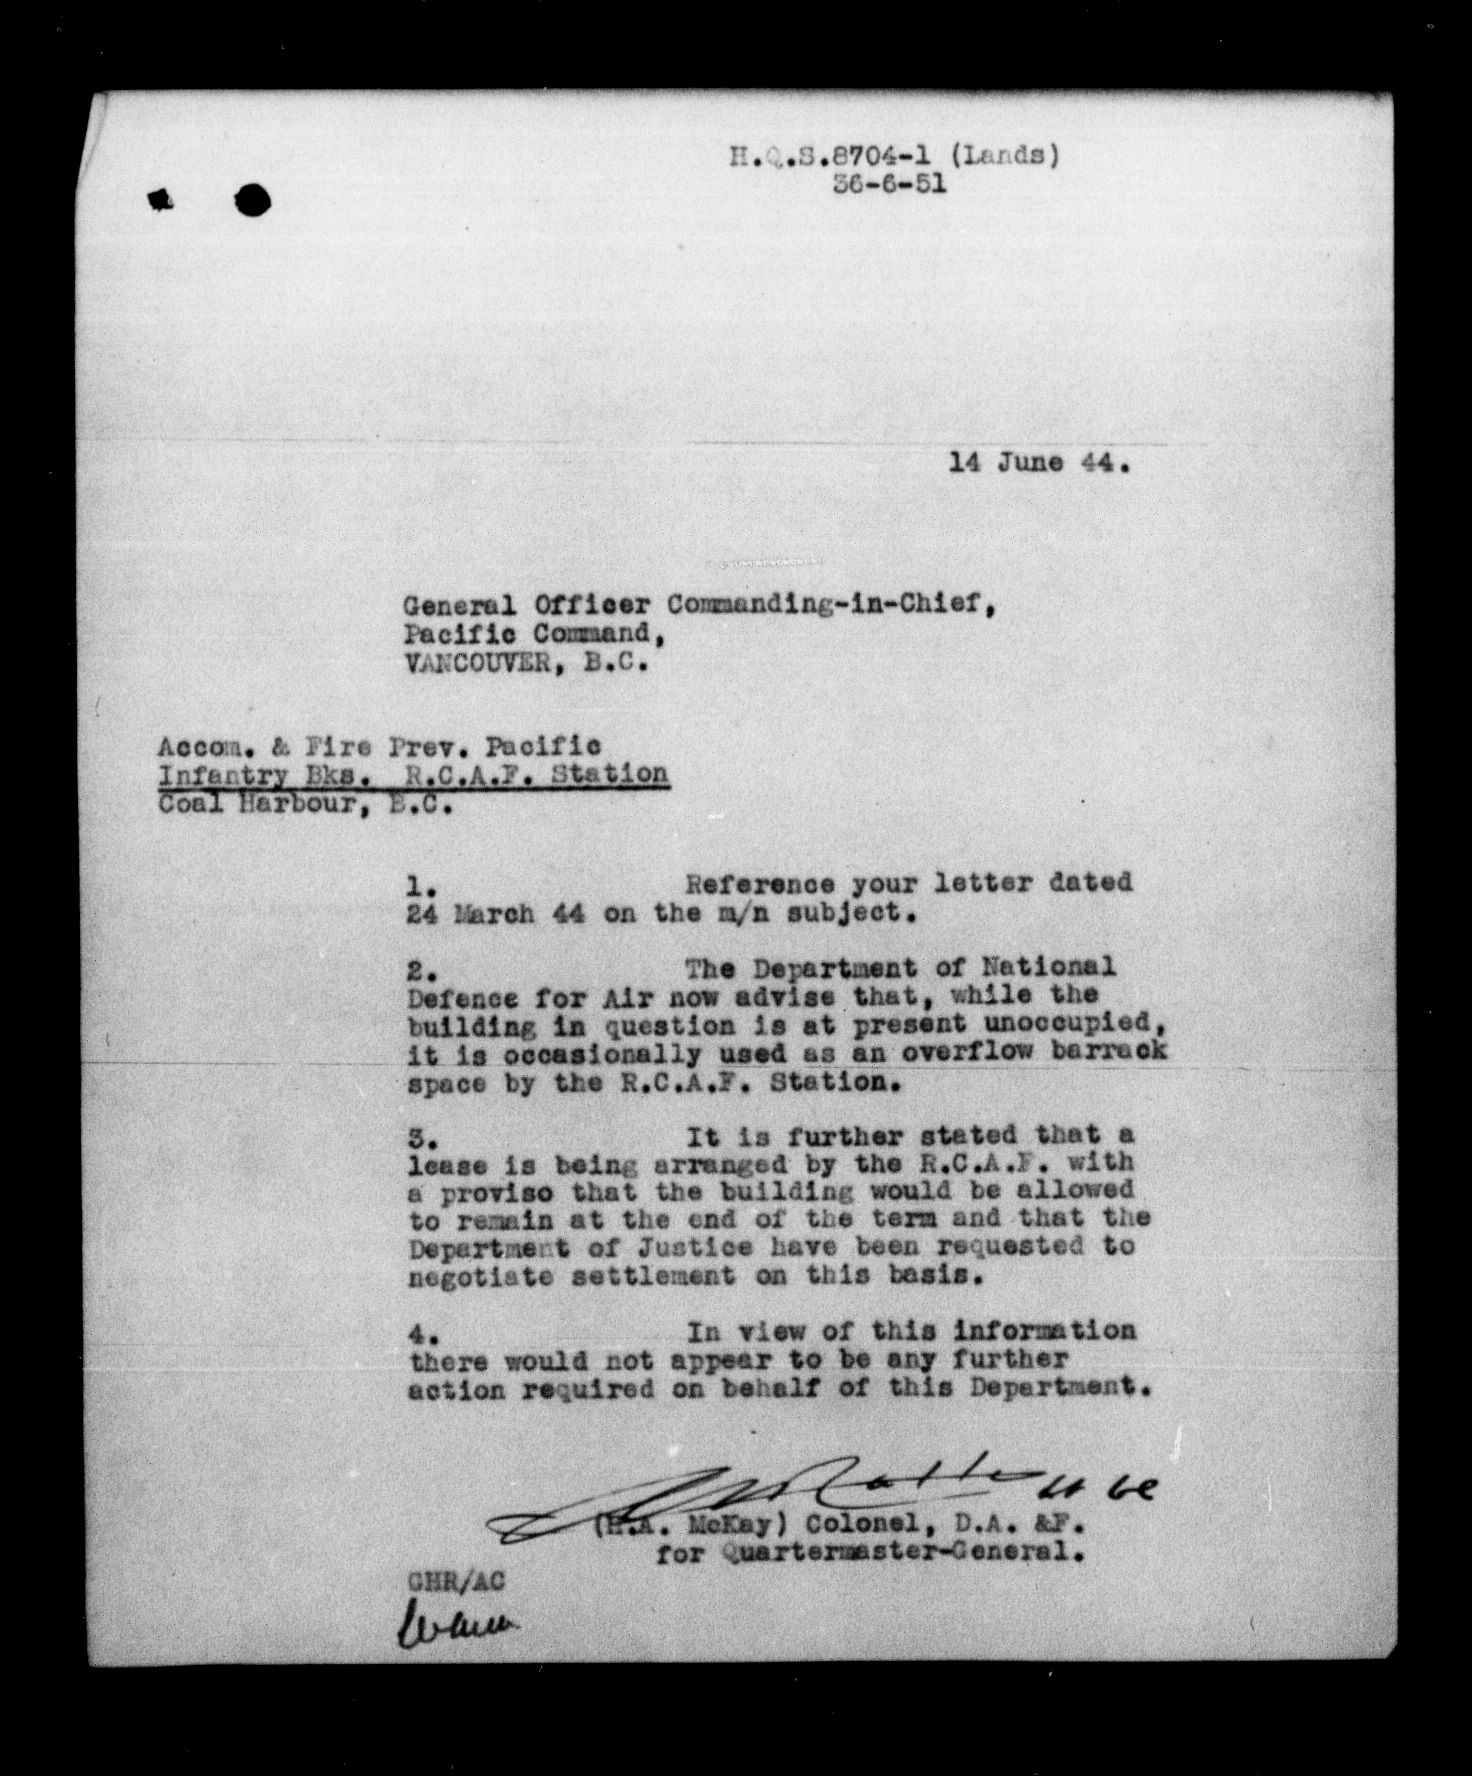 H.Q.S.8704-1 (Lands)
36-6-51
14 June 44.
General Officer Commanding-in-Chief,
Pacific Command,
VANCOUVER, B.C.
Accom. & Fire Prev. Pacific
Infantry Bks. R.C.A.F. Station
Coal Harbour, B.C.
1. Reference your letter dated
24 March 44 on the m/n subject.
2. The Department of National
Defence for Air now advise that, while the
building in question is at present unoccupied,
it is occasionally used as an overflow barrack
space by the R.C.A.F. Station.
3. It is further stated that a
lease is being arranged by the R.C.A.F. with
a proviso that the building would be allowed
to remain at the end of the term and that the
Department of Justice have been requested to
negotiate settlement on this basis.
4. In view of this information
there would not appear to be any further
action required on behalf of this Department.
(H.A. McKay) Colonel, D.A. &F.
for Quartermaster-General.
GHR/AC